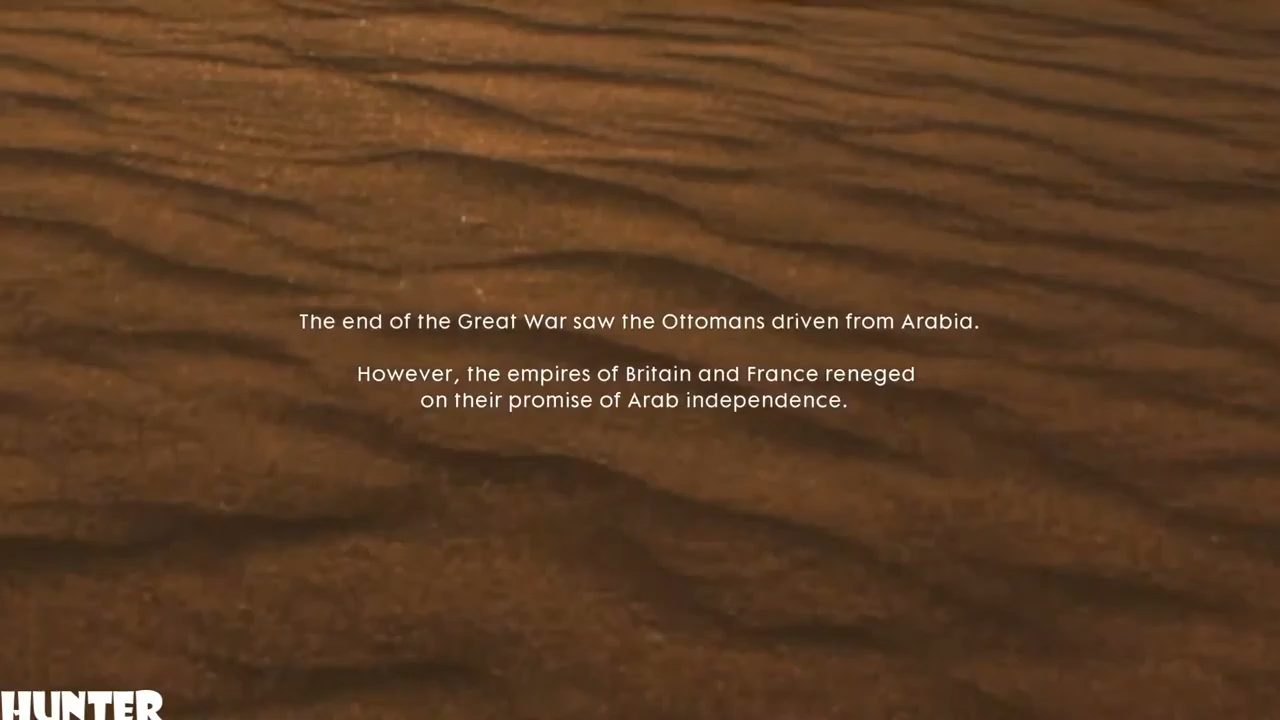 The end of the Great War saw the Ottomans driven from Arabia.
However, the empires of Britain and France reneged
on their promise of Arab independence.
HUNTER